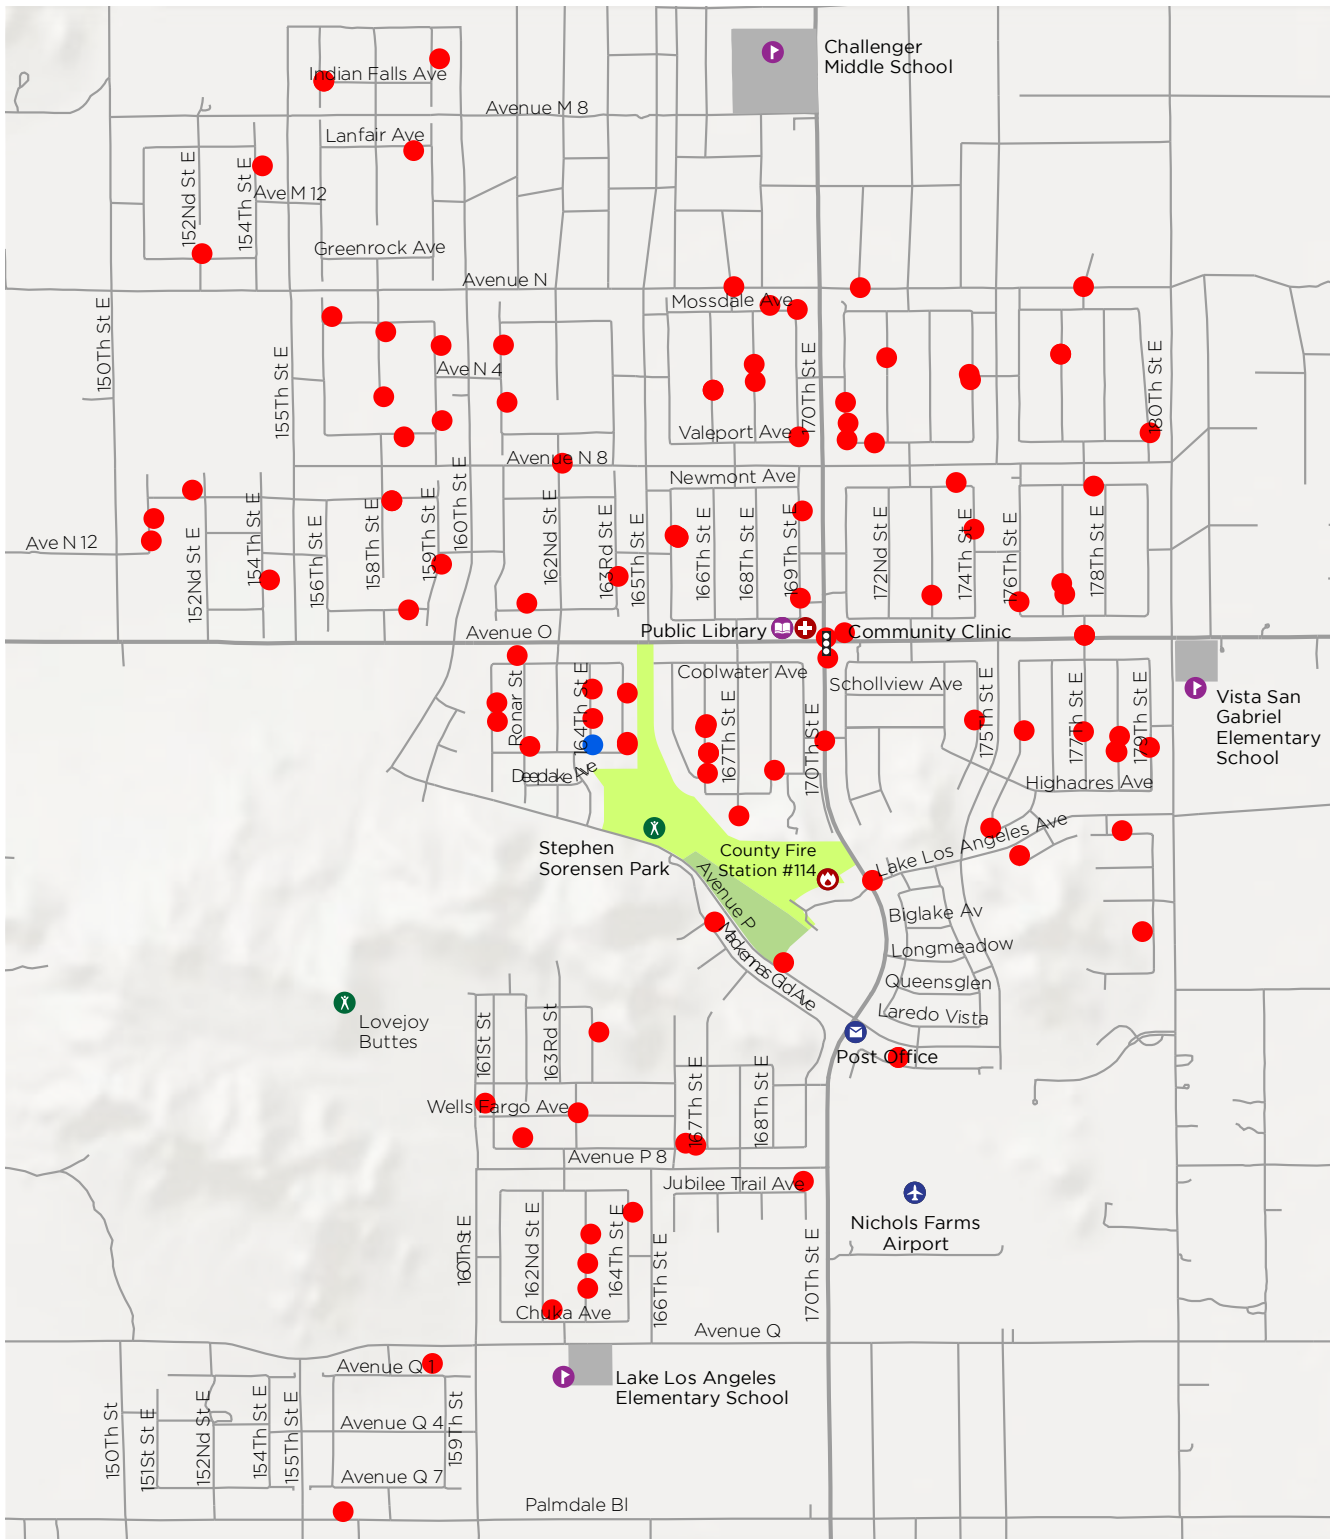 Challenger
Middle School
Indian Falls Ave
Avenue M 8
Lanfair Ave
152Nd St E
154Th St E
Ave M 12
Greenrock Ave
Avenue N
Mossdale Ave
150Th St E
155Th St E
Ave N 4
170Th St E
180Th St E
Valeport Ave
Avenue N 8
Newmont Ave
Ave N 12
152Nd St E
154Th St E
156Th St E
158Th St E
159Th St E
160Th St E
162Nd St E
163Rd St E
165Th St E
166Th St E
168Th St E
169Th St E
172Nd St E
174Th St E
176Th St E
178Th St E
Avenue O
Public Library
Community Clinic
Ronar St
164Th St E
Coolwater Ave
167Th St E
170Th St E
Schollview Ave
175Th St E
177Th St E
179Th St E
Vista San
Gabriel
Elementary
School
Deeplake Ave
Highacres Ave
Stephen
Sorensen Park
County Fire
Station #114
Lake Los Angeles Ave
Avenue P
Mackennas Gld Ave
Biglake Av
Longmeadow
Queensglen
Laredo Vista
Lovejoy
Buttes
Post Office
161St St
163Rd St
Wells Fargo Ave
167Th St E
168Th St E
Avenue P 8
Jubilee Trail Ave
Nichols Farms
Airport
160Th St E
162Nd St E
164Th St E
166Th St E
170Th St E
Chuka Ave
Avenue Q
Avenue Q 1
Lake Los Angeles
Elementary School
150Th St
151St St E
152Nd St E
154Th St E
155Th St E
Avenue Q 4
159Th St
Avenue Q 7
Palmdale Bl